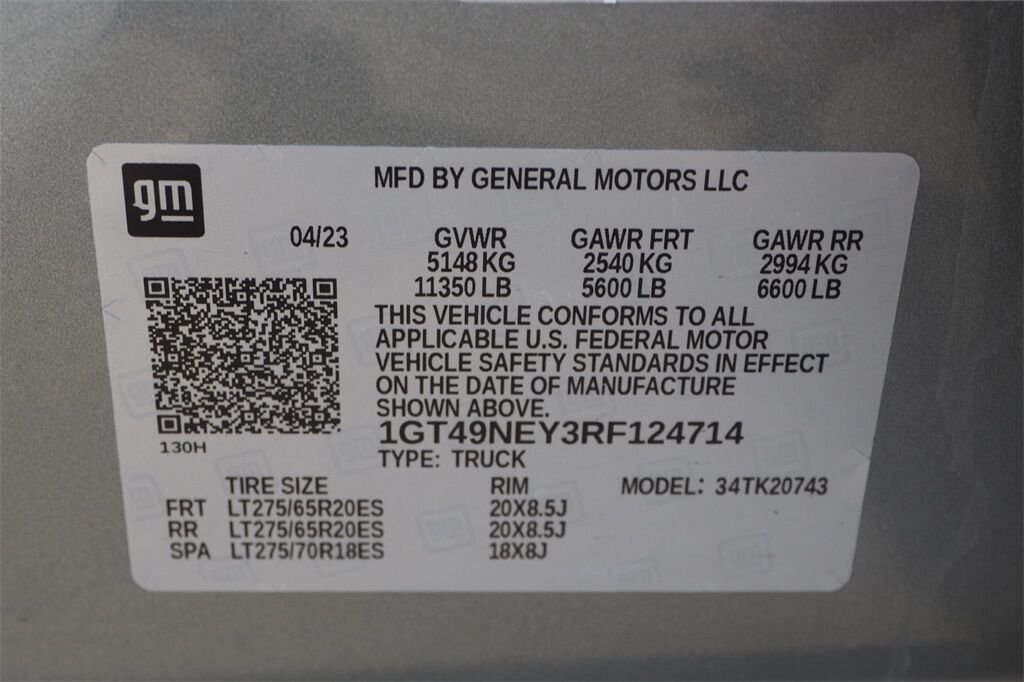 gm
MFD BY GENERAL MOTORS LLC
04/23 GVWR GAWR FRT GAWR RR
5148 KG 2540 KG 2994 KG
11350 LB 5600 LB 6600 LB
THIS VEHICLE CONFORMS TO ALL
APPLICABLE U.S. FEDERAL MOTOR
VEHICLE SAFETY STANDARDS IN EFFECT
ON THE DATE OF MANUFACTURE
SHOWN ABOVE.
1GT49NEY3RF124714
130H
TYPE: TRUCK
TIRE SIZE RIM MODEL: 34TK20743
FRT LT275/65R20ES 20X8.5J
RR LT275/65R20ES 20X8.5J
SPA LT275/70R18ES 18X8J